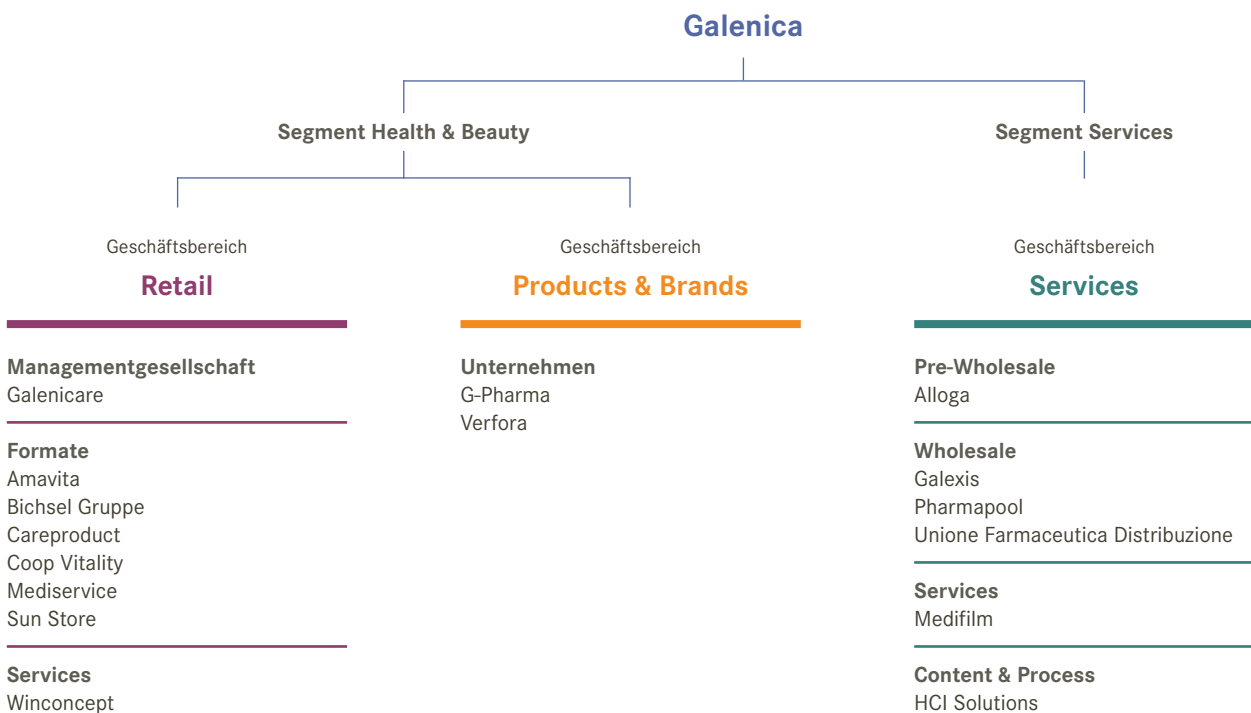 Galenica
Segment Health & Beauty
Segment Services
Geschäftsbereich
Retail
Managementgesellschaft
Galenicare
Formate
Amavita
Bichsel Gruppe
Careproduct
Coop Vitality
Mediservice
Sun Store
Services
Winconcept
Geschäftsbereich
Products & Brands
Unternehmen
G-Pharma
Verfora
Geschäftsbereich
Services
Pre-Wholesale
Alloga
Wholesale
Galexis
Pharmapool
Unione Farmaceutica Distribuzione
Services
Medifilm
Content & Process
HCI Solutions